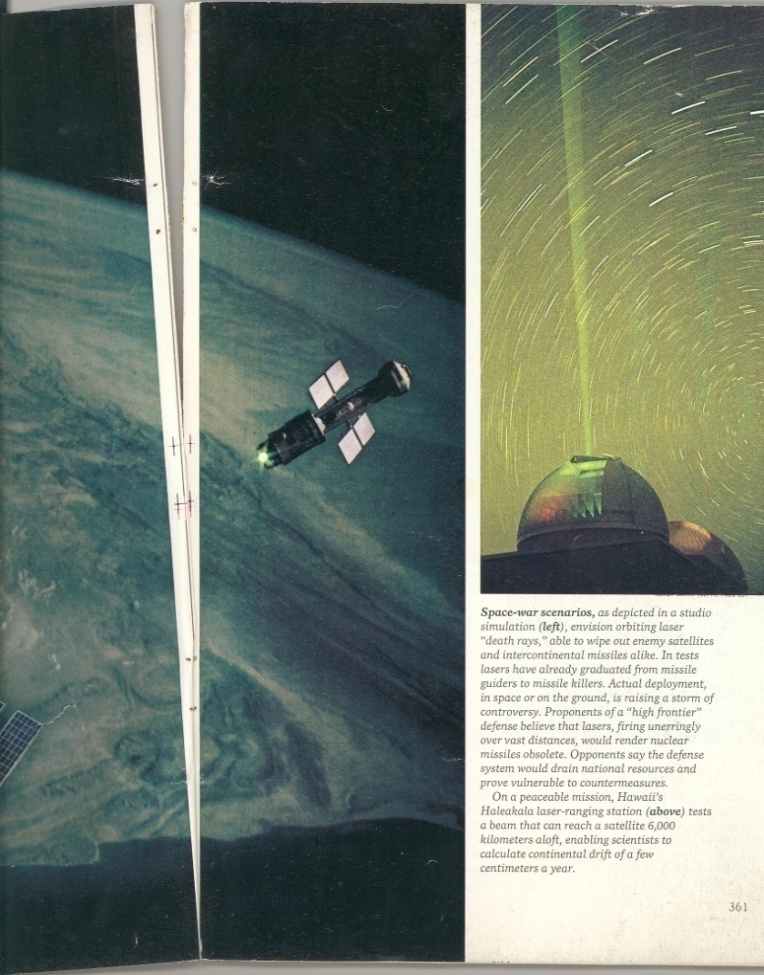 Space-war scenarios, as depicted in a studio
simulation (left), envision orbiting laser
“death rays,” able to wipe out enemy satellites
and intercontinental missiles alike. In tests
lasers have already graduated from missile
guiders to missile killers. Actual deployment,
in space or on the ground, is raising a storm of
controversy. Proponents of a “high frontier”
defense believe that lasers, firing unerringly
over vast distances, would render nuclear
missiles obsolete. Opponents say the defense
system would drain national resources and
prove vulnerable to countermeasures.
On a peaceable mission, Hawaii’s
Haleakala laser-ranging station (above) tests
a beam that can reach a satellite 6,000
kilometers aloft, enabling scientists to
calculate continental drift of a few
centimeters a year.
361